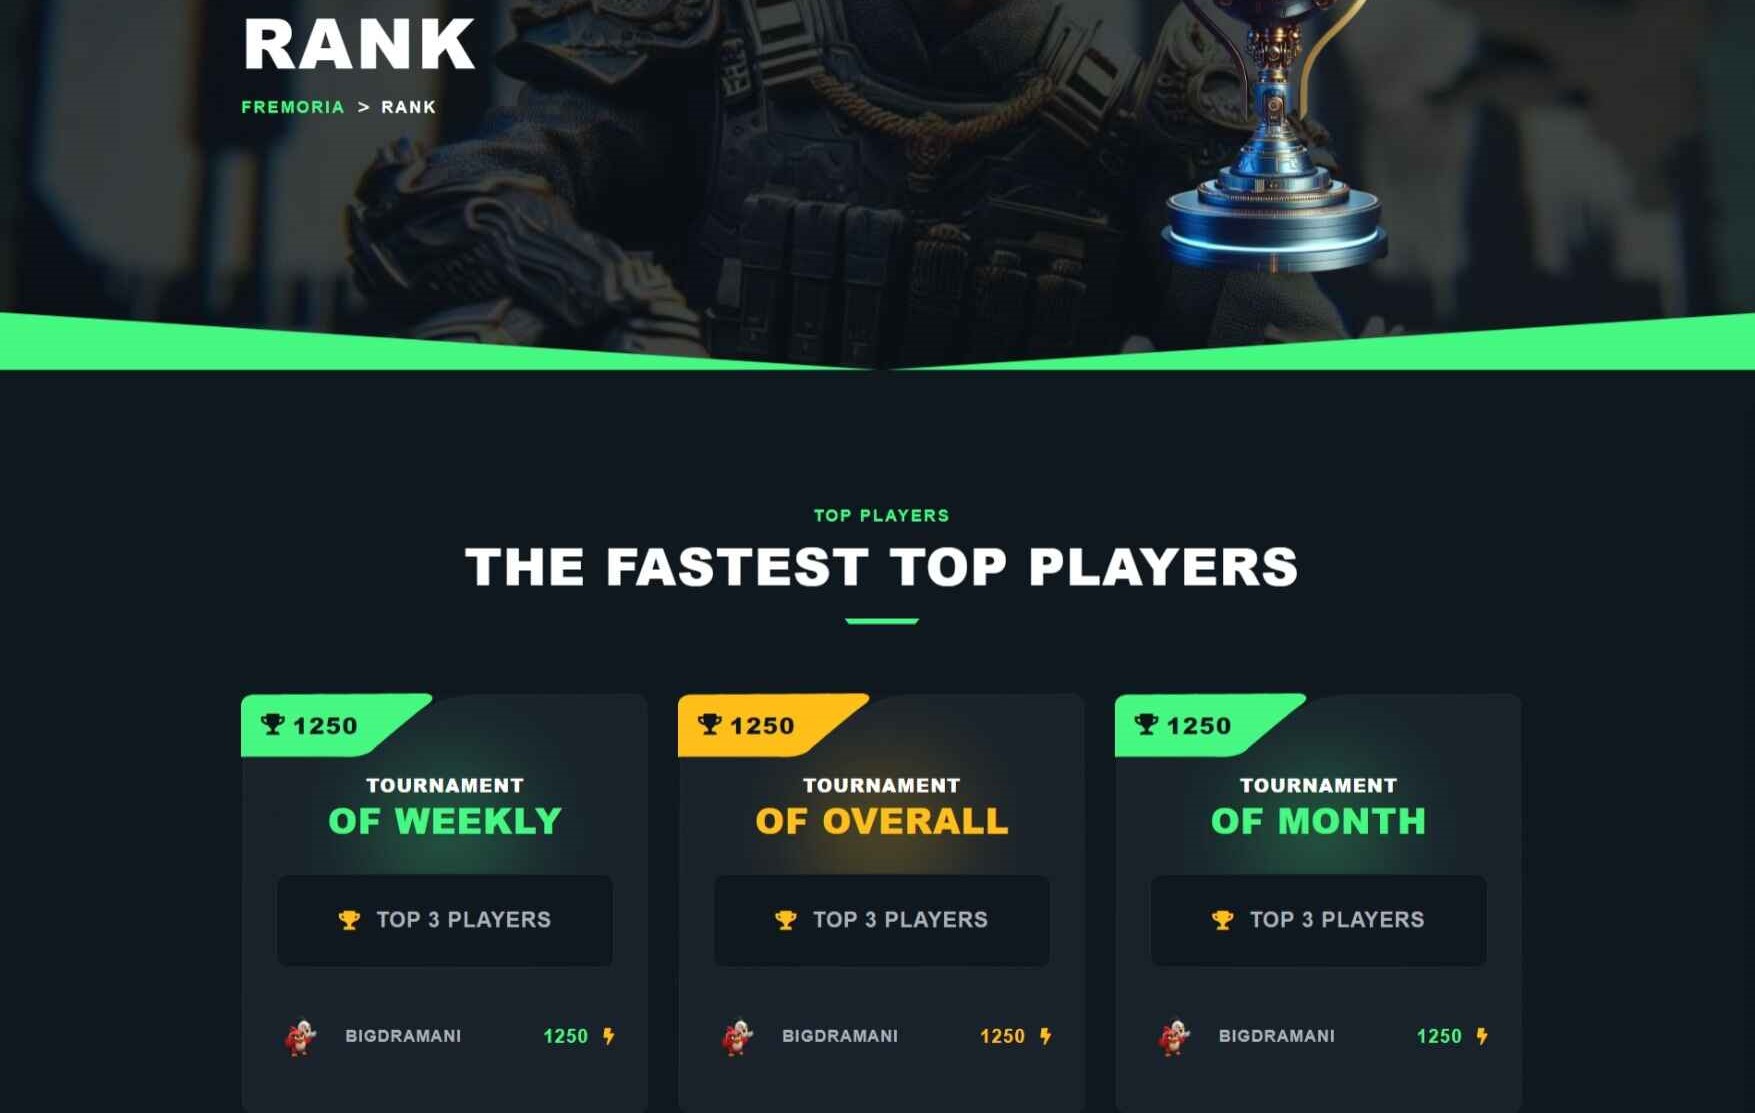 RANK
FREMORIA > RANK
TOP PLAYERS
THE FASTEST TOP PLAYERS
1250
TOURNAMENT
OF WEEKLY
TOP 3 PLAYERS
BIGDRAMANI 1250
1250
TOURNAMENT
OF OVERALL
TOP 3 PLAYERS
BIGDRAMANI 1250
1250
TOURNAMENT
OF MONTH
TOP 3 PLAYERS
BIGDRAMANI 1250